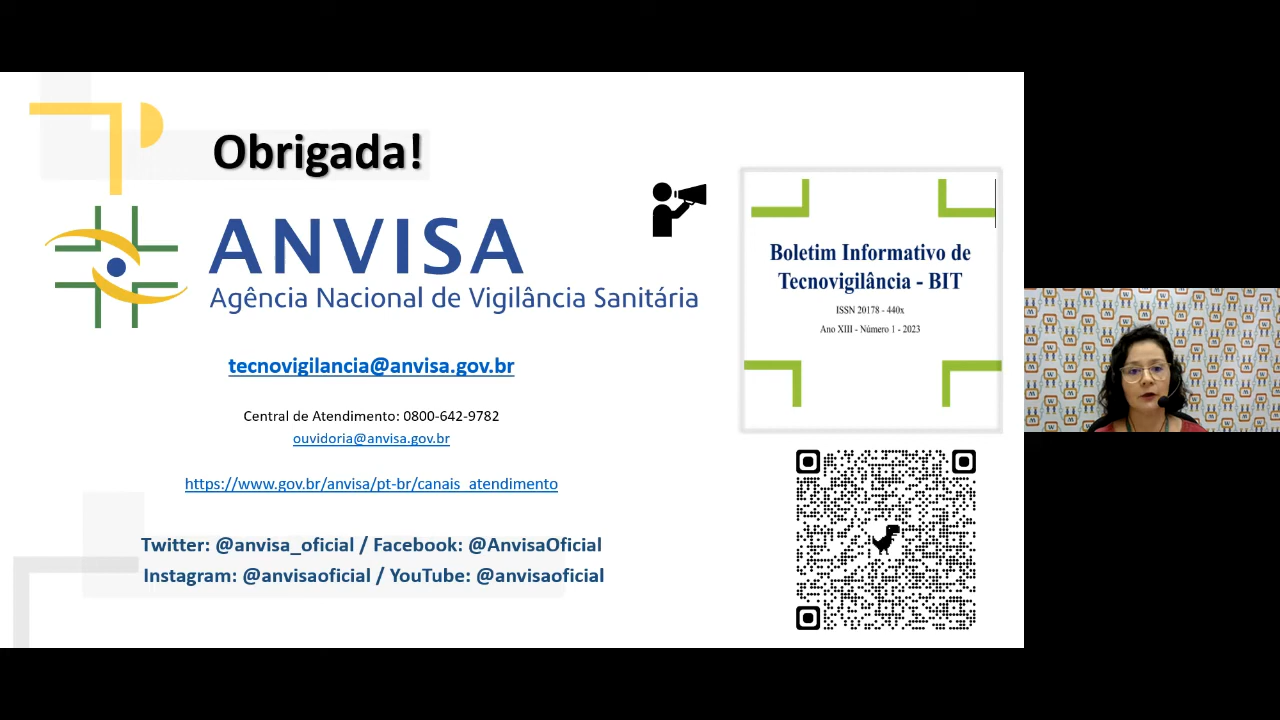 Obrigada!
ANVISA
Agência Nacional de Vigilância Sanitária
tecnovigilancia@anvisa.gov.br
Central de Atendimento: 0800-642-9782
ouvidoria@anvisa.gov.br
https://www.gov.br/anvisa/pt-br/canais_atendimento
Twitter: @anvisa_oficial / Facebook: @AnvisaOficial
Instagram: @anvisaoficial / YouTube: @anvisaoficial
Boletim Informativo de
Tecnovigilância - BIT
ISSN 20178 - 440x
Ano XIII - Número 1 - 2023